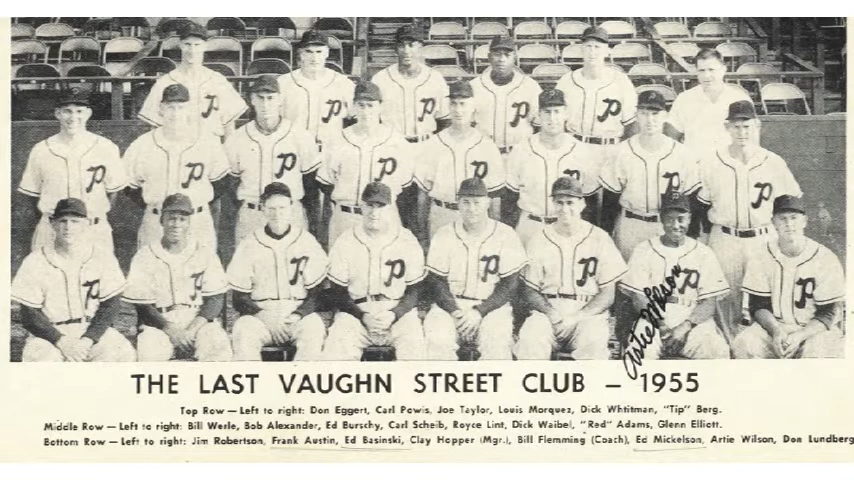 Artie Wilson
THE LAST VAUGHN STREET CLUB — 1955
Top Row — Left to right: Don Eggert, Carl Powis, Joe Taylor, Louis Morquez, Dick Whtitman, "Tip" Berg.
Middle Row — Left to right: Bill Werle, Bob Alexander, Ed Burschy, Carl Scheib, Royce Lint, Dick Waibel, "Red" Adams, Glenn Elliott.
Bottom Row — Left to right: Jim Robertson, Frank Austin, Ed Basinski, Clay Hopper (Mgr.), Bill Flemming (Coach), Ed Mickelson, Artie Wilson, Don Lundberg